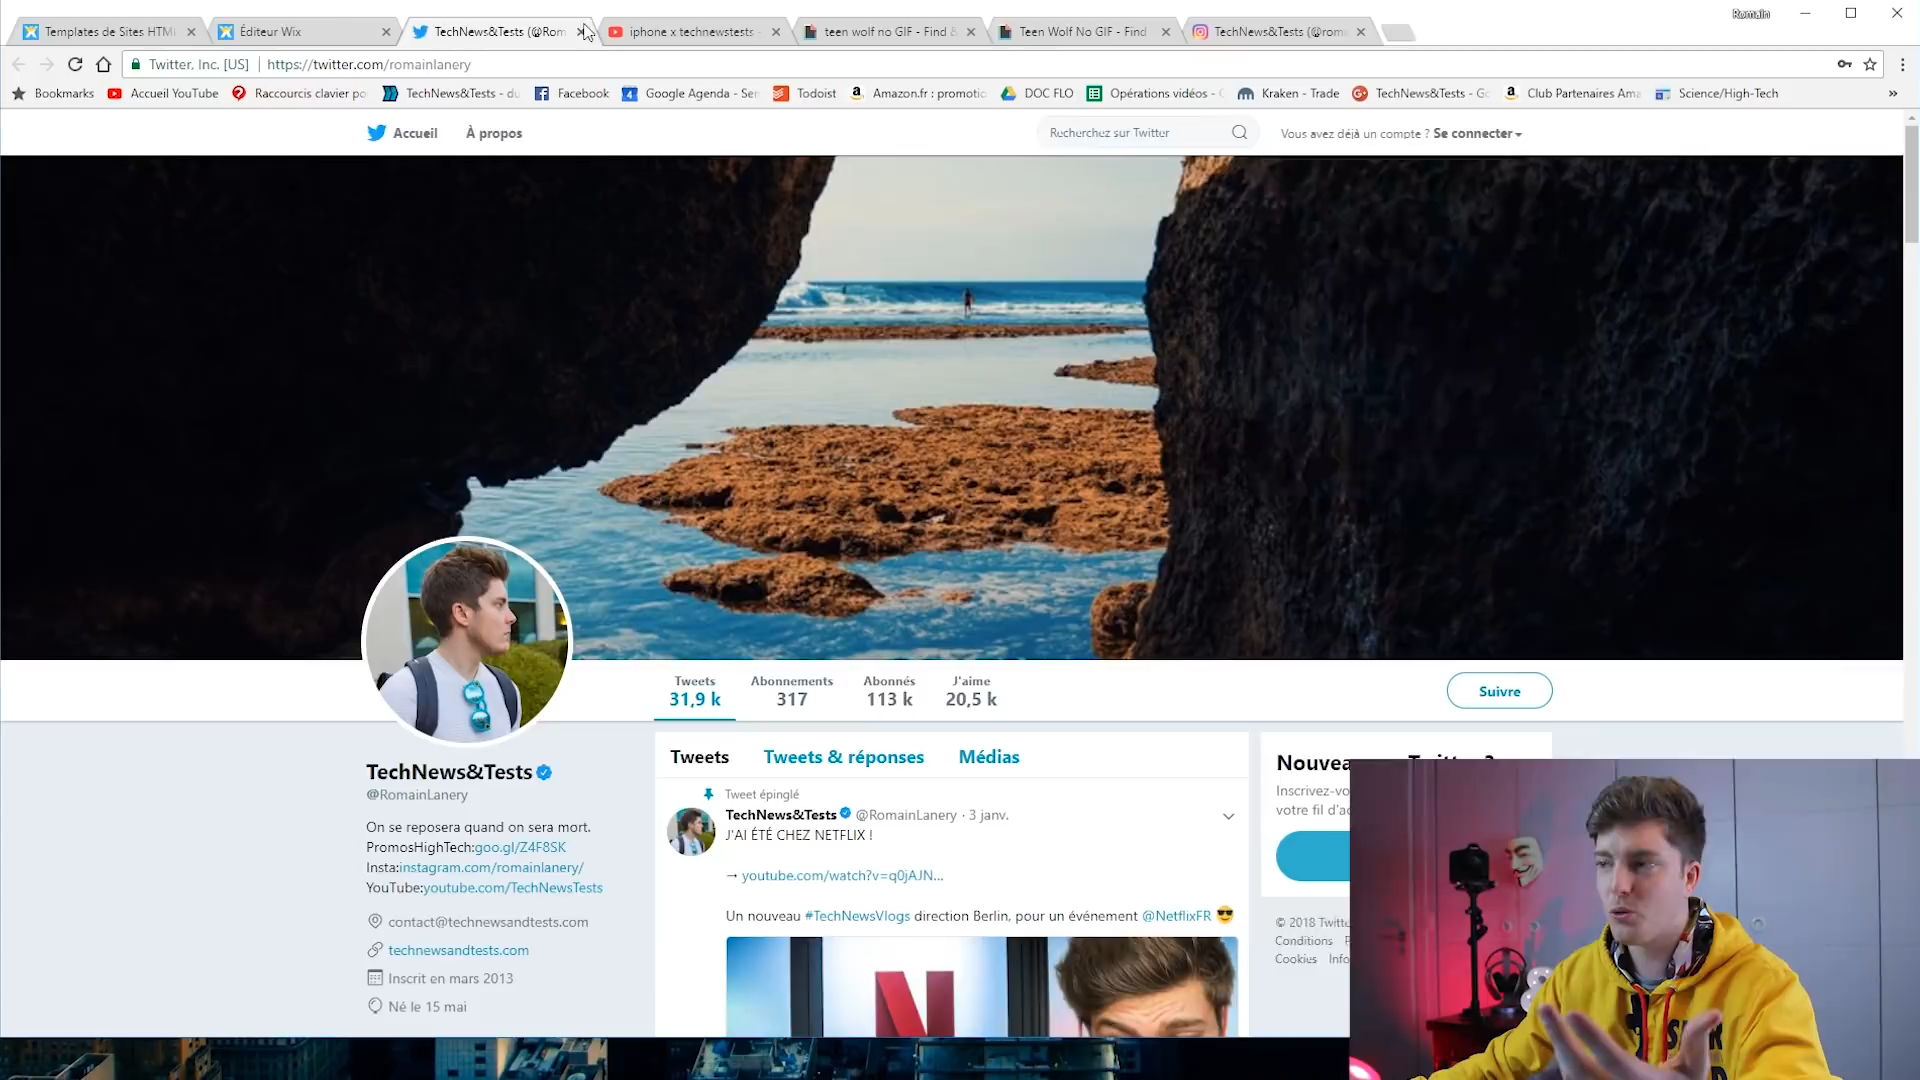 Romain
Templates de Sites HTML
Éditeur Wix
TechNews&Tests (@Rom
iphone x technewstests -
teen wolf no GIF - Find &
Teen Wolf No GIF - Find
TechNews&Tests (@rom
Twitter, Inc. [US]
https://twitter.com/romainlanery
Bookmarks
Accueil YouTube
Raccourcis clavier po
TechNews&Tests - du
Facebook
Google Agenda - Sem
Todoist
Amazon.fr : promotio
DOC FLO
Opérations vidéos - G
Kraken - Trade
TechNews&Tests - Go
Club Partenaires Ama
Science/High-Tech
»
Accueil
À propos
Recherchez sur Twitter
Vous avez déjà un compte ? Se connecter
Tweets
31,9 k
Abonnements
317
Abonnés
113 k
J'aime
20,5 k
Suivre
TechNews&Tests
@RomainLanery
On se reposera quand on sera mort.
PromosHighTech:goo.gl/Z4F8SK
Insta:instagram.com/romainlanery/
YouTube:youtube.com/TechNewsTests
contact@technewsandtests.com
technewsandtests.com
Inscrit en mars 2013
Né le 15 mai
Tweets
Tweets & réponses
Médias
Tweet épinglé
TechNews&Tests @RomainLanery · 3 janv.
J'AI ÉTÉ CHEZ NETFLIX !
→ youtube.com/watch?v=q0jAJN...
Un nouveau #TechNewsVlogs direction Berlin, pour un événement @NetflixFR 😎
N
Nouvea
Inscrivez-vo
votre fil d'ac
© 2018 Twitte
Conditions
Cookies Info